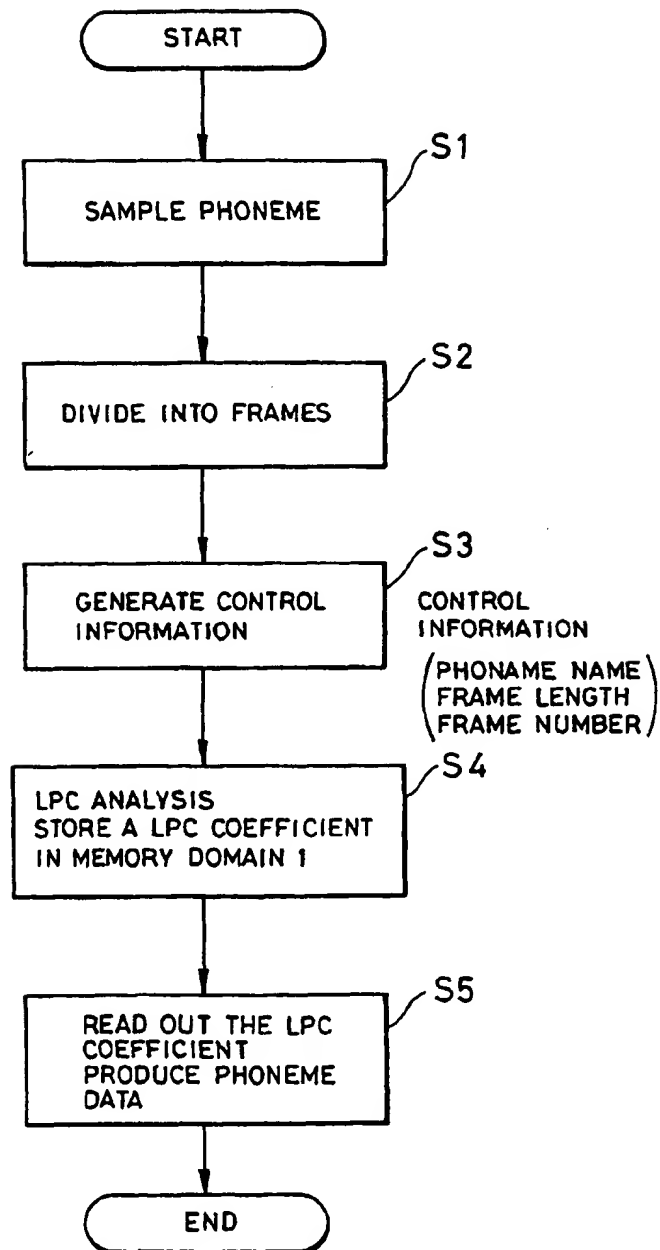 START
S1
SAMPLE PHONEME
S2
DIVIDE INTO FRAMES
S3
GENERATE CONTROL
INFORMATION
CONTROL
INFORMATION
(PHONAME NAME
FRAME LENGTH
FRAME NUMBER)
S4
LPC ANALYSIS
STORE A LPC COEFFICIENT
IN MEMORY DOMAIN 1
S5
READ OUT THE LPC
COEFFICIENT
PRODUCE PHONEME
DATA
END